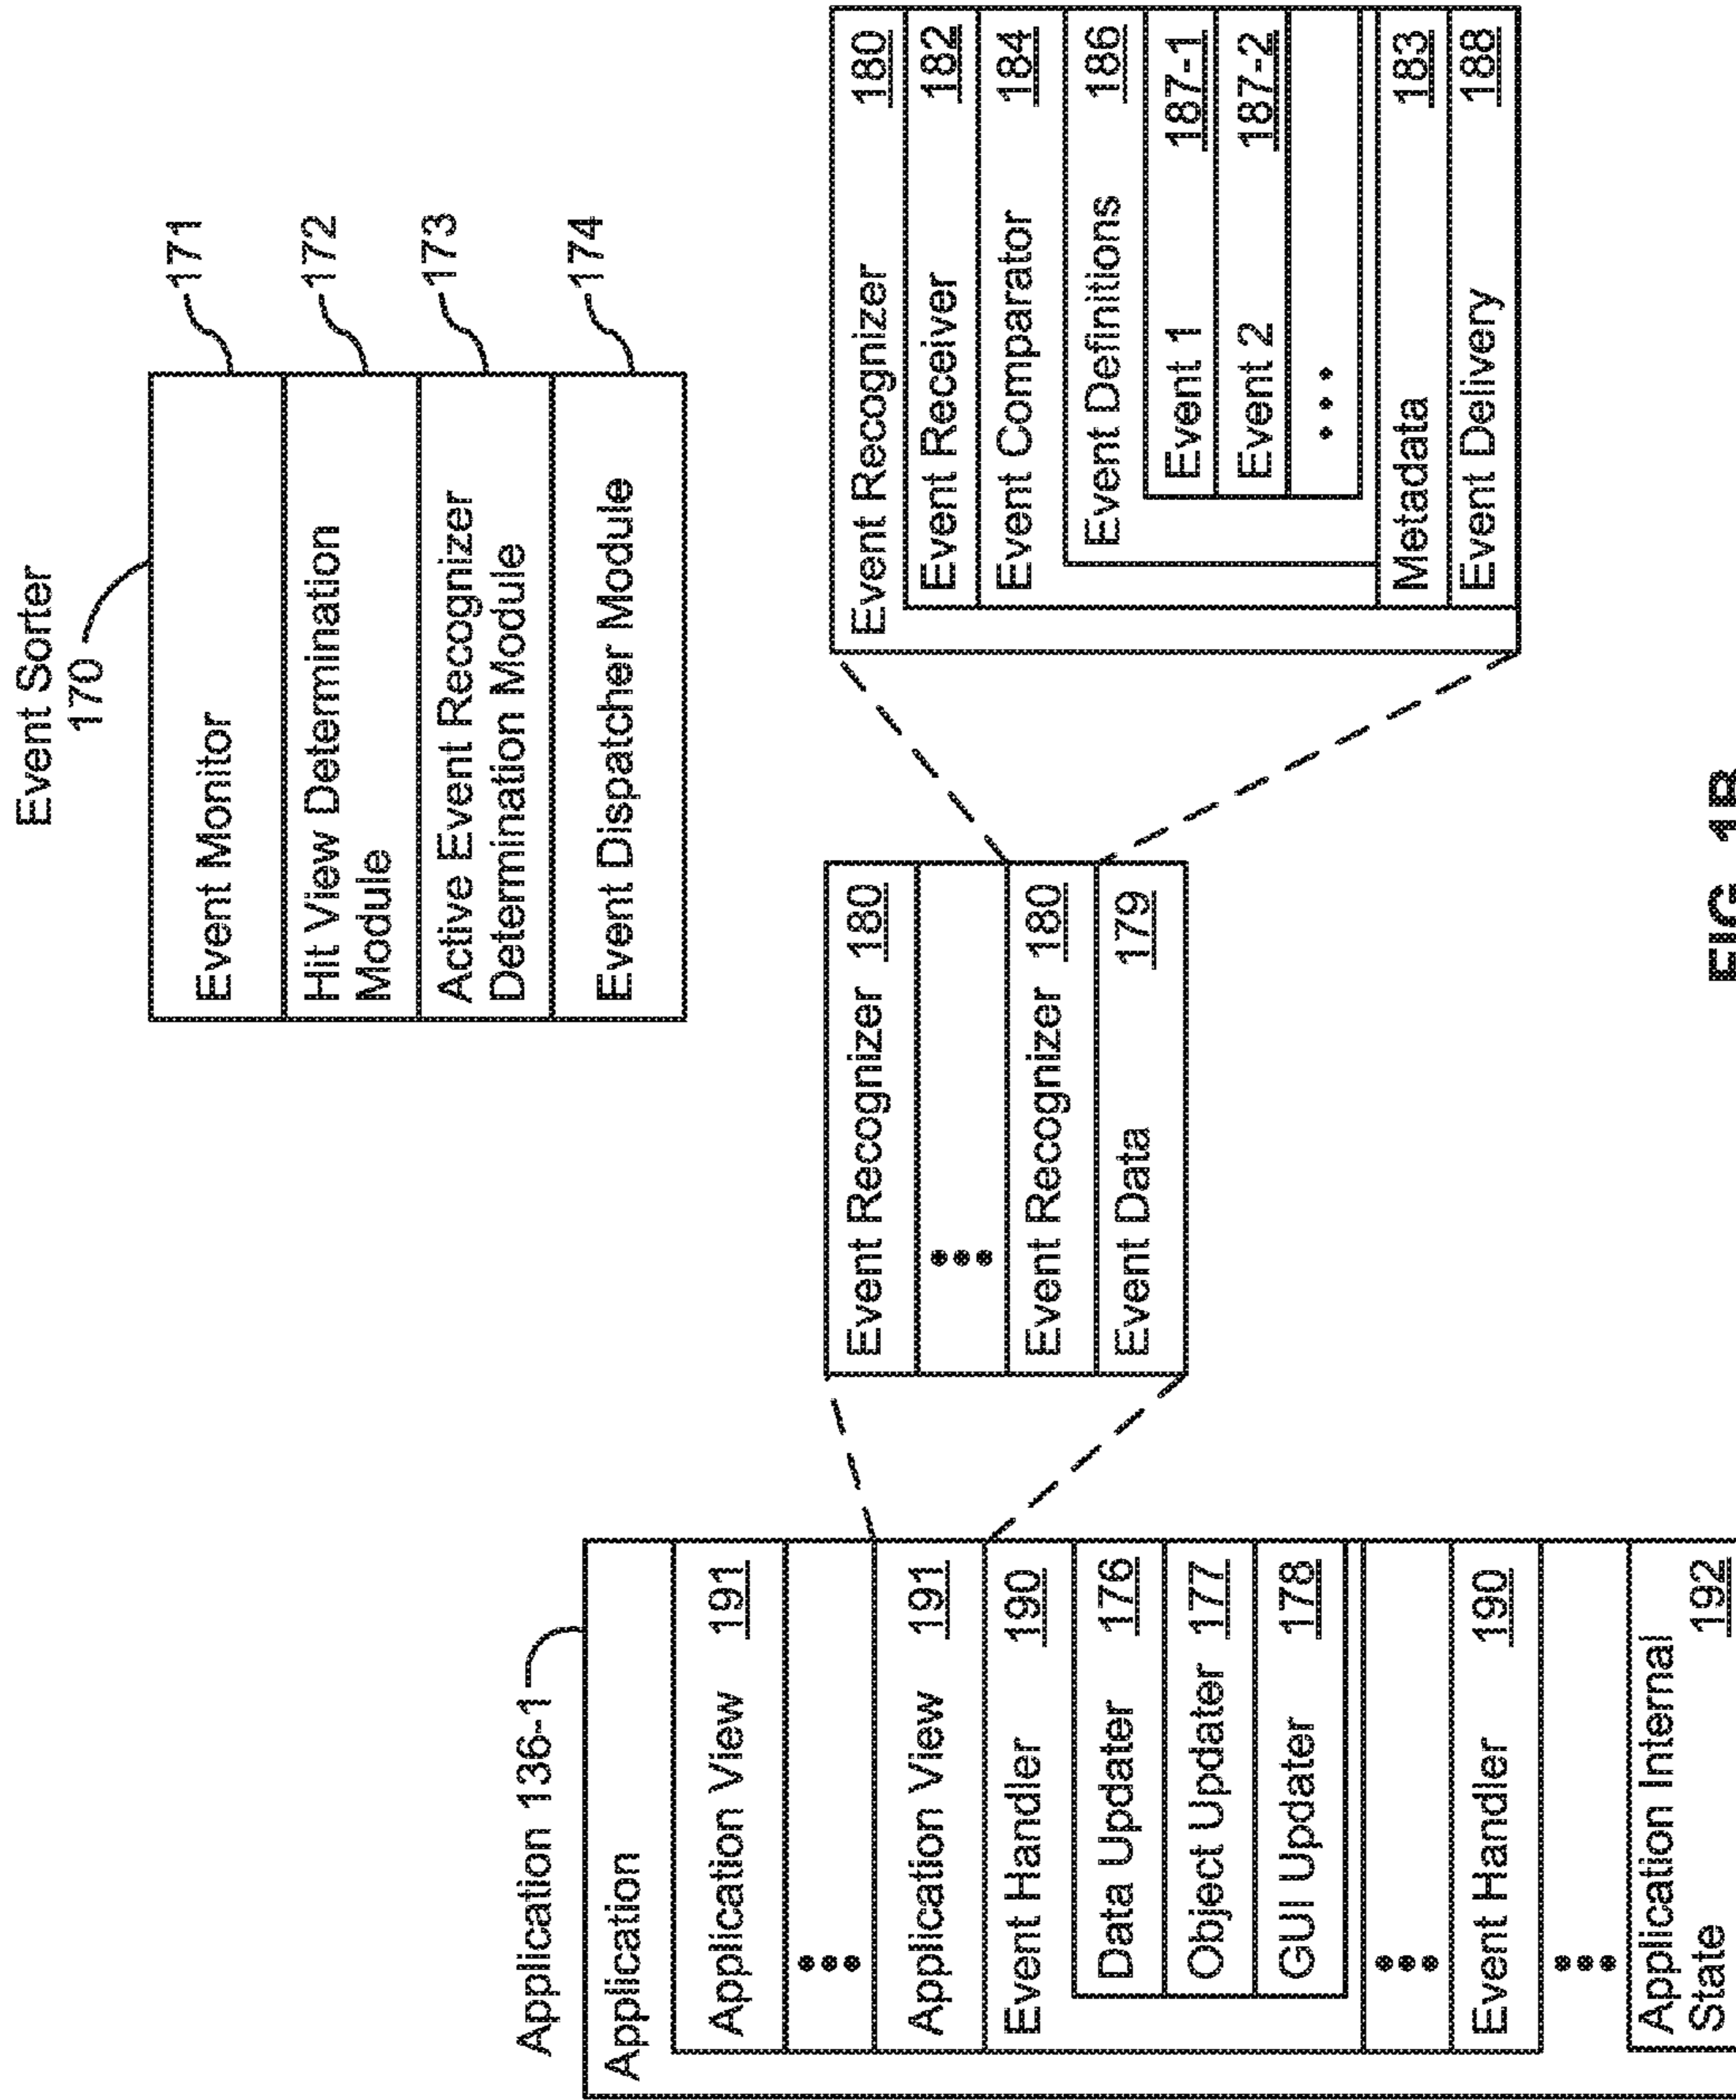 Event Sorter
170
Event Monitor
171
Hit View Determination
Module
172
Active Event Recognizer
Determination Module
173
Event Dispatcher Module
174
Application 136-1
Application
Application View 191
•••
Application View 191
Event Handler 190
Data Updater 176
Object Updater 177
GUI Updater 178
•••
Event Handler 190
•••
Application Internal
State 192
Event Recognizer 180
•••
Event Recognizer 180
Event Data 179
Event Recognizer 180
Event Receiver 182
Event Comparator 184
Event Definitions 186
Event 1 187-1
Event 2 187-2
•••
Metadata 183
Event Delivery 188
FIG. 1B